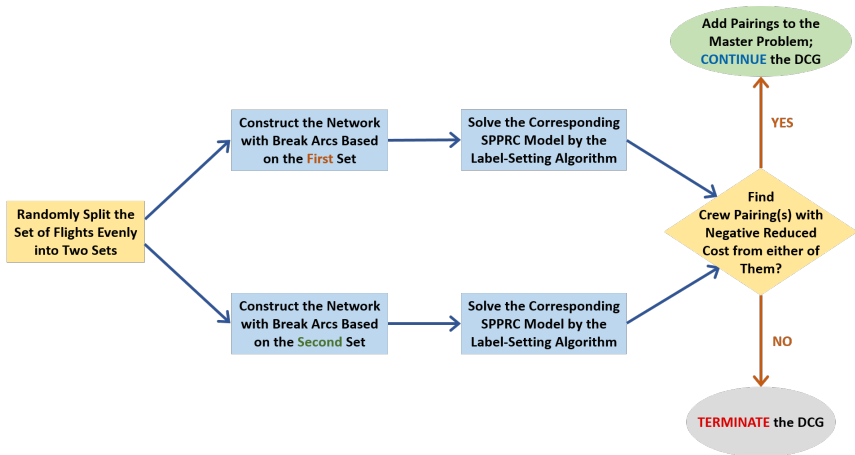 Randomly Split the
Set of Flights Evenly
into Two Sets
Construct the Network
with Break Arcs Based
on the First Set
Solve the Corresponding
SPPRC Model by the
Label-Setting Algorithm
Construct the Network
with Break Arcs Based
on the Second Set
Solve the Corresponding
SPPRC Model by the
Label-Setting Algorithm
Find
Crew Pairing(s) with
Negative Reduced
Cost from either of
Them?
YES
Add Pairings to the
Master Problem;
CONTINUE the DCG
NO
TERMINATE the DCG